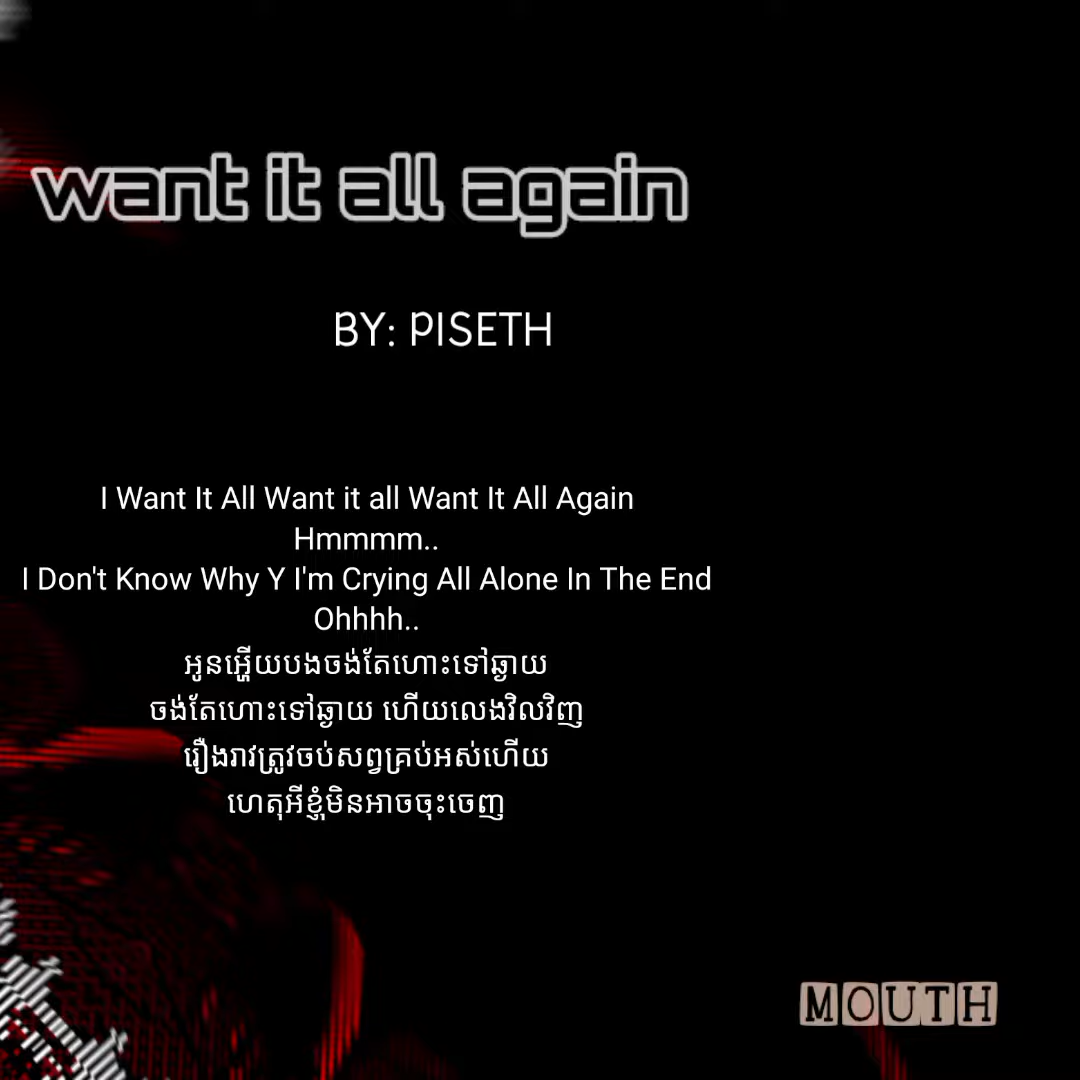 want it all again
BY: PISETH
I Want It All Want it all Want It All Again
Hmmmm..
I Don't Know Why Y I'm Crying All Alone In The End
Ohhhh..
អូនអ្ហើយបងចង់តែហោះទៅឆ្ងាយ
ចង់តែហោះទៅឆ្ងាយ ហើយលេងវិលវិញ
រឿងរាវត្រូវចប់សព្វគ្រប់អស់ហើយ
ហេតុអីខ្ញុំមិនអាចចុះចេញ
MOUTH